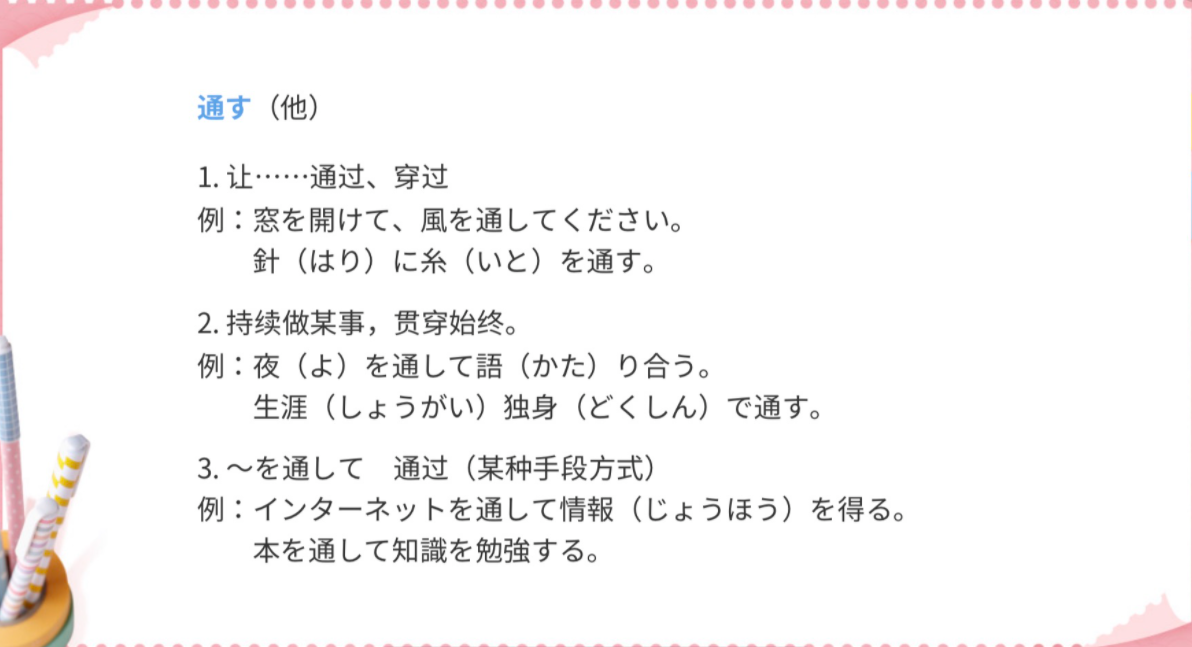 通す（他）
1. 让……通过、穿过
例：窓を開けて、風を通してください。
針（はり）に糸（いと）を通す。
2. 持续做某事，贯穿始终。
例：夜（よ）を通して語（かた）り合う。
生涯（しょうがい）独身（どくしん）で通す。
3. ～を通して　通过（某种手段方式）
例：インターネットを通して情報（じょうほう）を得る。
本を通して知識を勉強する。